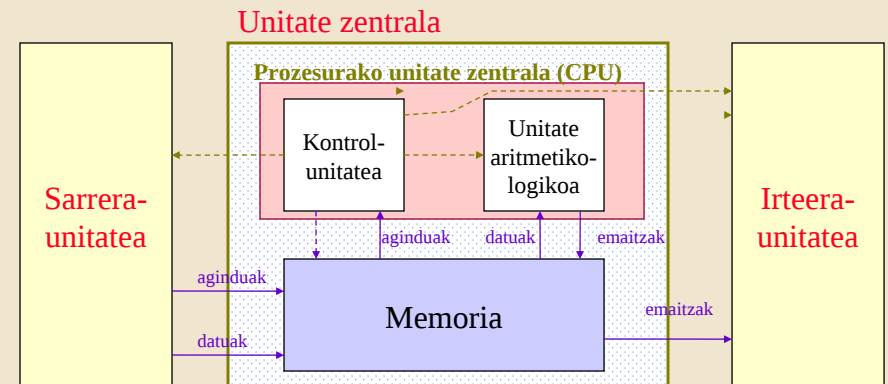 Unitate zentrala
Prozesurako unitate zentrala (CPU)
Kontrol-
unitatea
Unitate
aritmetiko-
logikoa
Sarrera-
unitatea
Irteera-
unitatea
aginduak
datuak
emaitzak
aginduak
datuak
Memoria
emaitzak